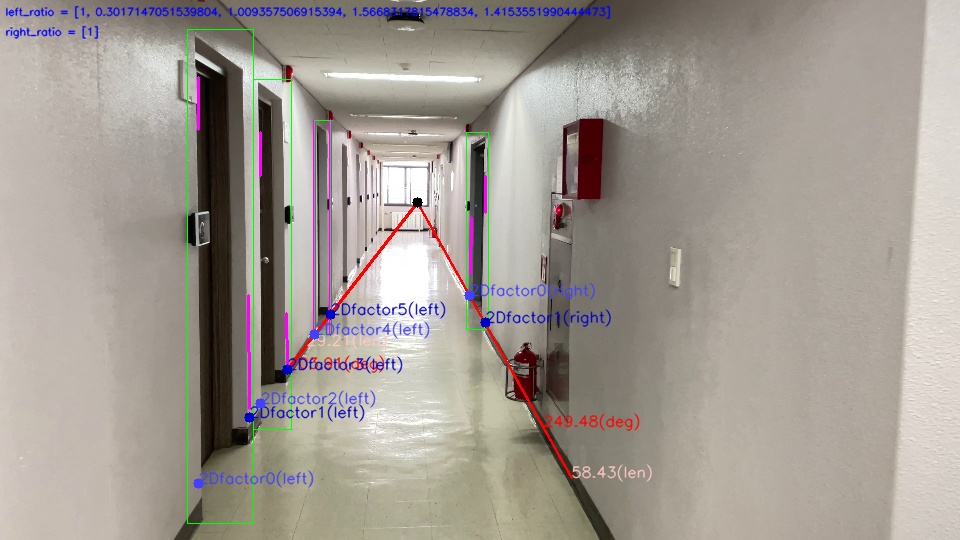 left_ratio = [1, 0.3017147051539804, 1.009357506915394, 1.5668317815478834, 1.4153551990444473]
right_ratio = [1]
2Dfactor0(right)
2Dfactor5(left)
2Dfactor1(right)
2Dfactor4(left)
2Dfactor3(left)
2Dfactor2(left)
2Dfactor1(left)
249.48(deg)
58.43(len)
2Dfactor0(left)